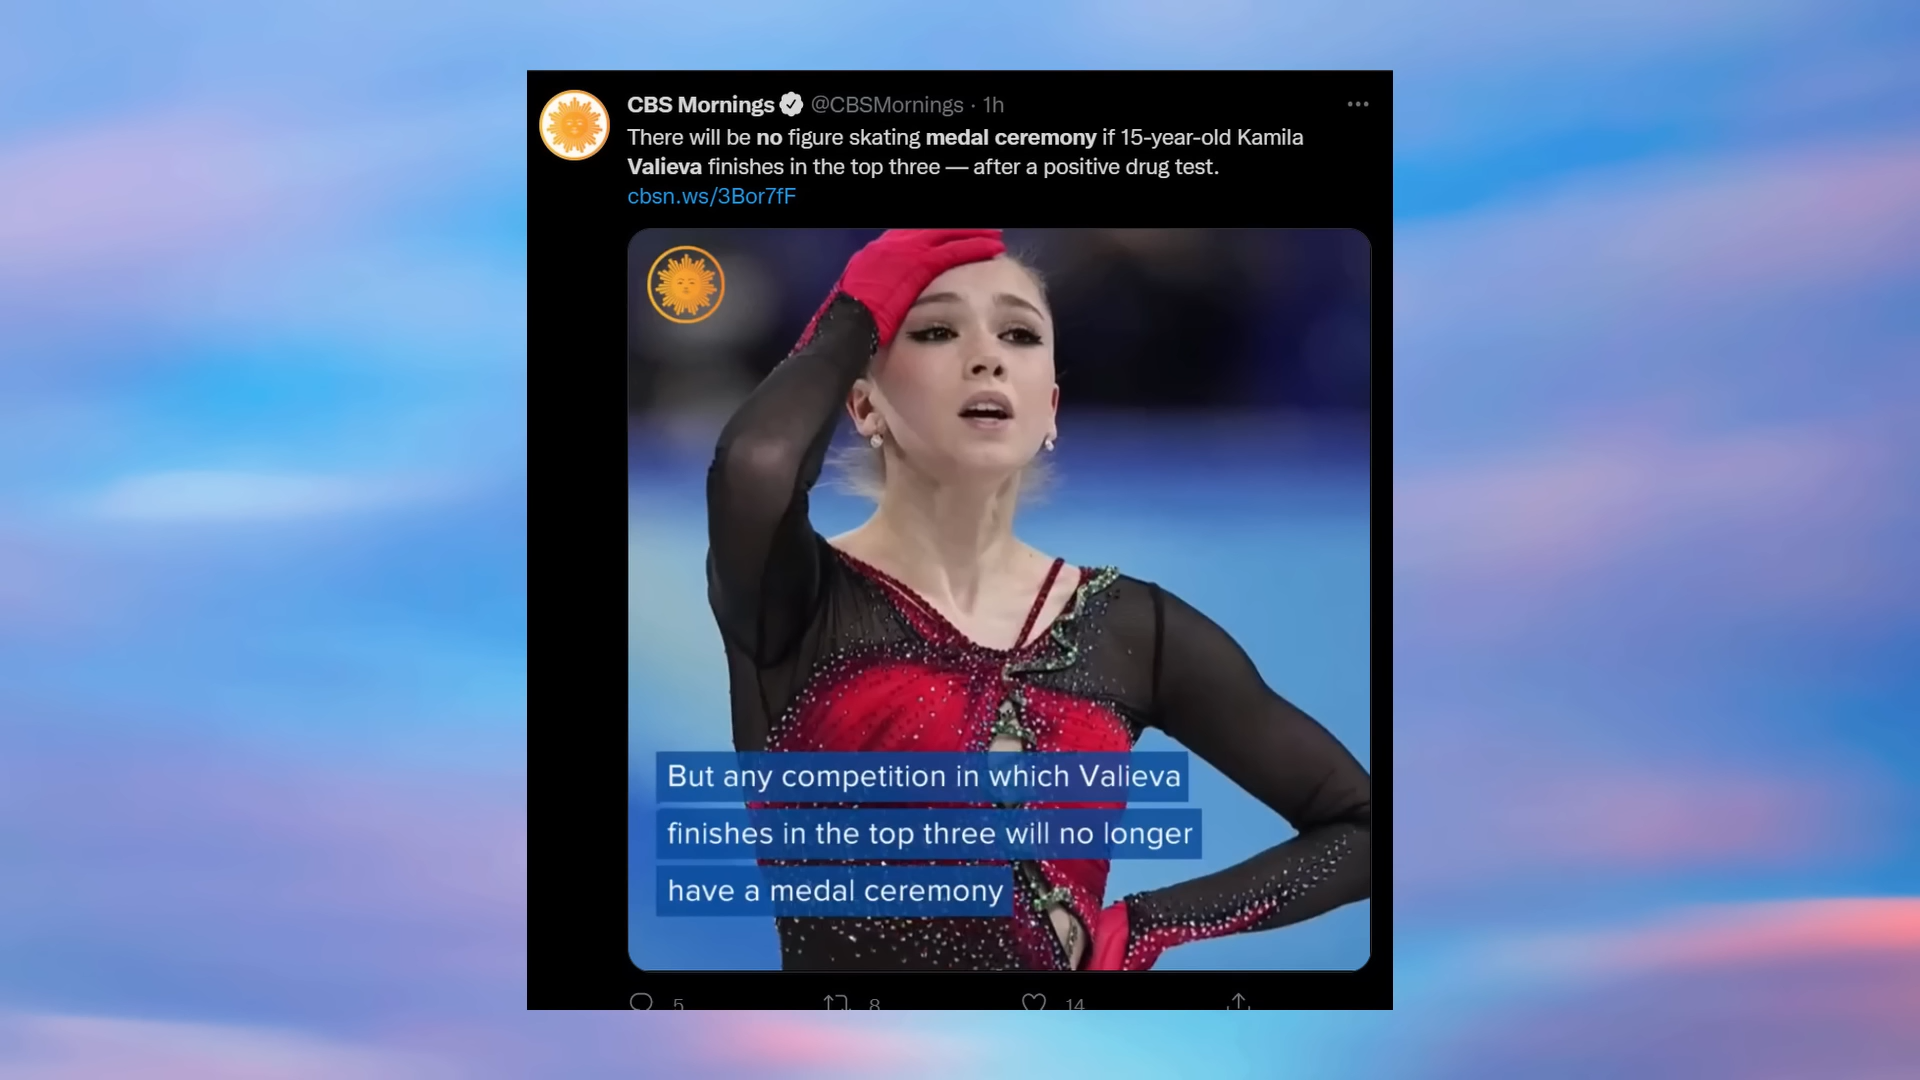 CBS Mornings @CBSMornings · 1h
There will be no figure skating medal ceremony if 15-year-old Kamila
Valieva finishes in the top three — after a positive drug test.
cbsn.ws/3Bor7fF
But any competition in which Valieva
finishes in the top three will no longer
have a medal ceremony
5 8 14